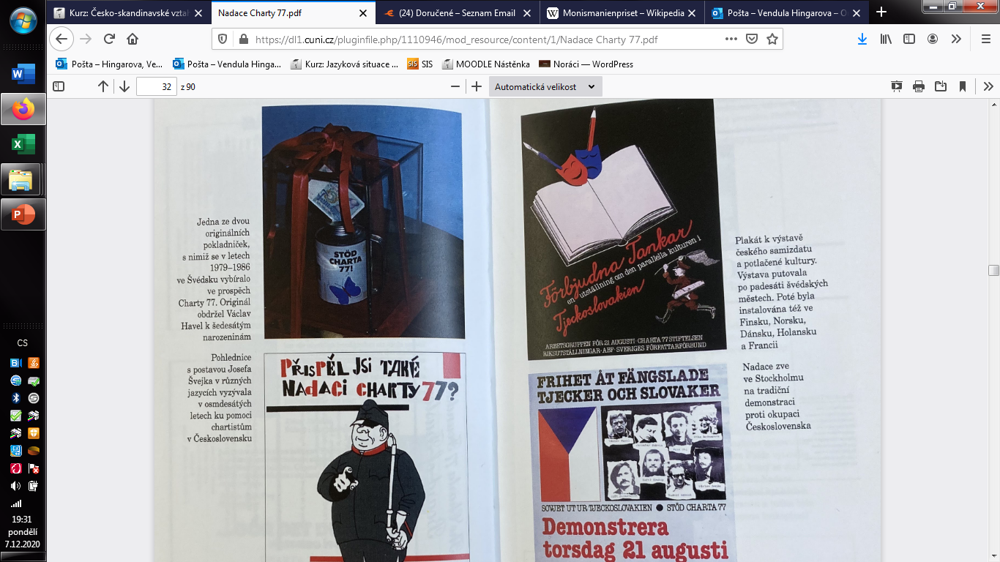 Kurz: Česko-skandinávské vztah
Nadace Charty 77.pdf
(24) Doručené – Seznam Email
Monismanienpriset – Wikipedia
Pošta – Vendula Hingarova – O
https://dl1.cuni.cz/pluginfile.php/1110946/mod_resource/content/1/Nadace Charty 77.pdf
Pošta – Hingarova, Ve...
Pošta – Vendula Hinga...
Kurz: Jazyková situace ...
SIS
MOODLE Nástěnka
Noráci — WordPress
32
z 90
Automatická velikost
Jedna ze dvou
originálních
pokladniček,
s nimiž se v letech
1979–1986
ve Švédsku vybíralo
ve prospěch
Charty 77. Originál
obdržel Václav
Havel k šedesátým
narozeninám
STÖD
CHARTA
77!
Pohlednice
s postavou Josefa
Švejka v různých
jazycích vyzývala
v osmdesátých
letech ku pomoci
chartistům
v Československu
PŘISPĚL JSI TAKÉ
NADACI CHARTY 77?
Förbjudna Tankar
en utställning om den parallella kulturen i
Tjeckoslovakien
ARBETSGRUPPEN FÖR 21 AUGUSTI · CHARTA 77 STIFTELSEN
RIKSUTSTÄLLNINGAR · ABF · SVERIGES FÖRFATTARFÖRBUND
Plakát k výstavě
českého samizdatu
a potlačené kultury.
Výstava putovala
po padesáti švédských
městech. Poté byla
instalována též ve
Finsku, Norsku,
Dánsku, Holansku
a Francii
FRIHET ÅT FÄNGSLADE
TJECKER OCH SLOVAKER
SOVJET UT UR TJECKOSLOVAKIEN ● STÖD CHARTA 77
Demonstrera
torsdag 21 augusti
Nadace zve
ve Stockholmu
na tradiční
demonstraci
proti okupaci
Československa
CS
19:31
pondělí
7.12.2020